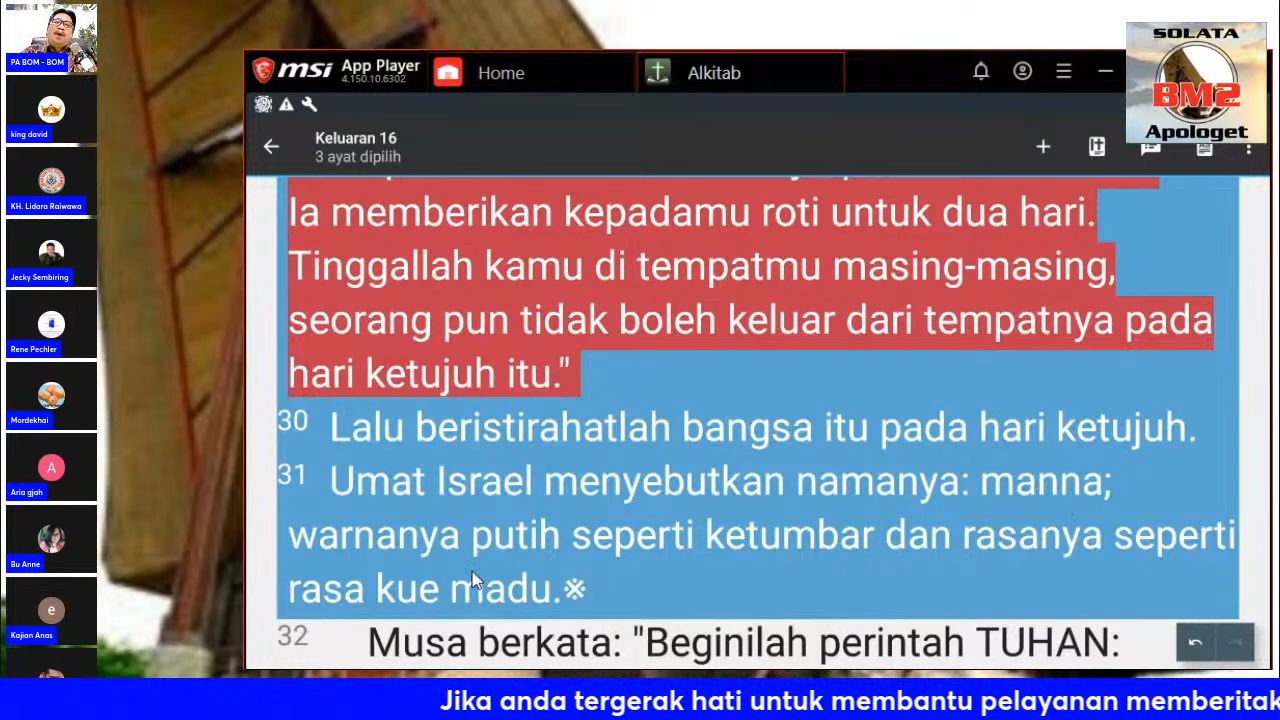 PA BOM - BOM
king david
KH. Lidara Raiwawa
Jecky Sembiring
Rene Pechler
Mordekhai
A
Aria gjah
Bu Anne
e
Kajian Anas
msi App Player
4.150.10.6302
Home
Alkitab
SOLATA
BM2
Apologet
Keluaran 16
3 ayat dipilih
Ia memberikan kepadamu roti untuk dua hari.
Tinggallah kamu di tempatmu masing-masing,
seorang pun tidak boleh keluar dari tempatnya pada
hari ketujuh itu."
30 Lalu beristirahatlah bangsa itu pada hari ketujuh.
31 Umat Israel menyebutkan namanya: manna;
warnanya putih seperti ketumbar dan rasanya seperti
rasa kue madu.※
32 Musa berkata: "Beginilah perintah TUHAN:
Jika anda tergerak hati untuk membantu pelayanan memberitak